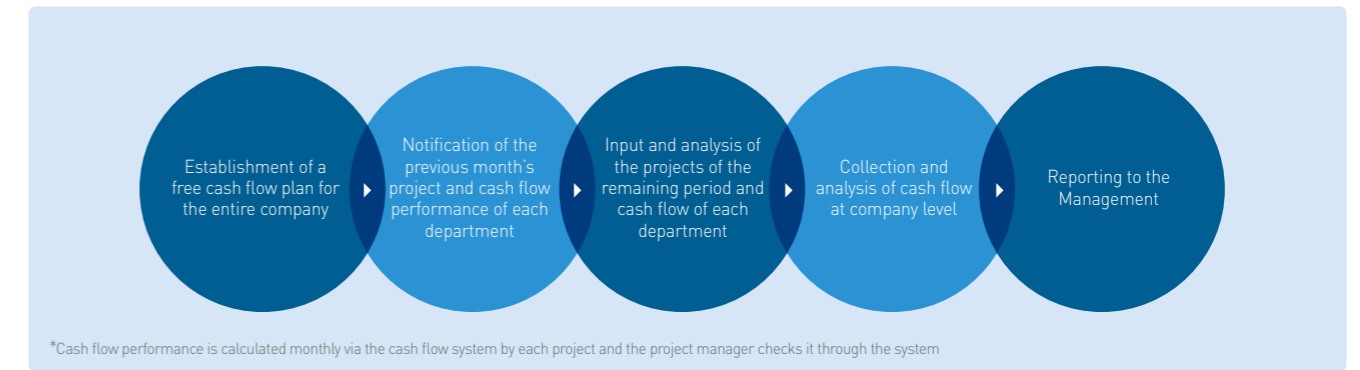 Establishment of a
free cash flow plan for
the entire company
Notification of the
previous month's
project and cash flow
performance of each
department
Input and analysis of
the projects of the
remaining period and
cash flow of each
department
Collection and
analysis of cash flow
at company level
Reporting to the
Management
*Cash flow performance is calculated monthly via the cash flow system by each project and the project manager checks it through the system